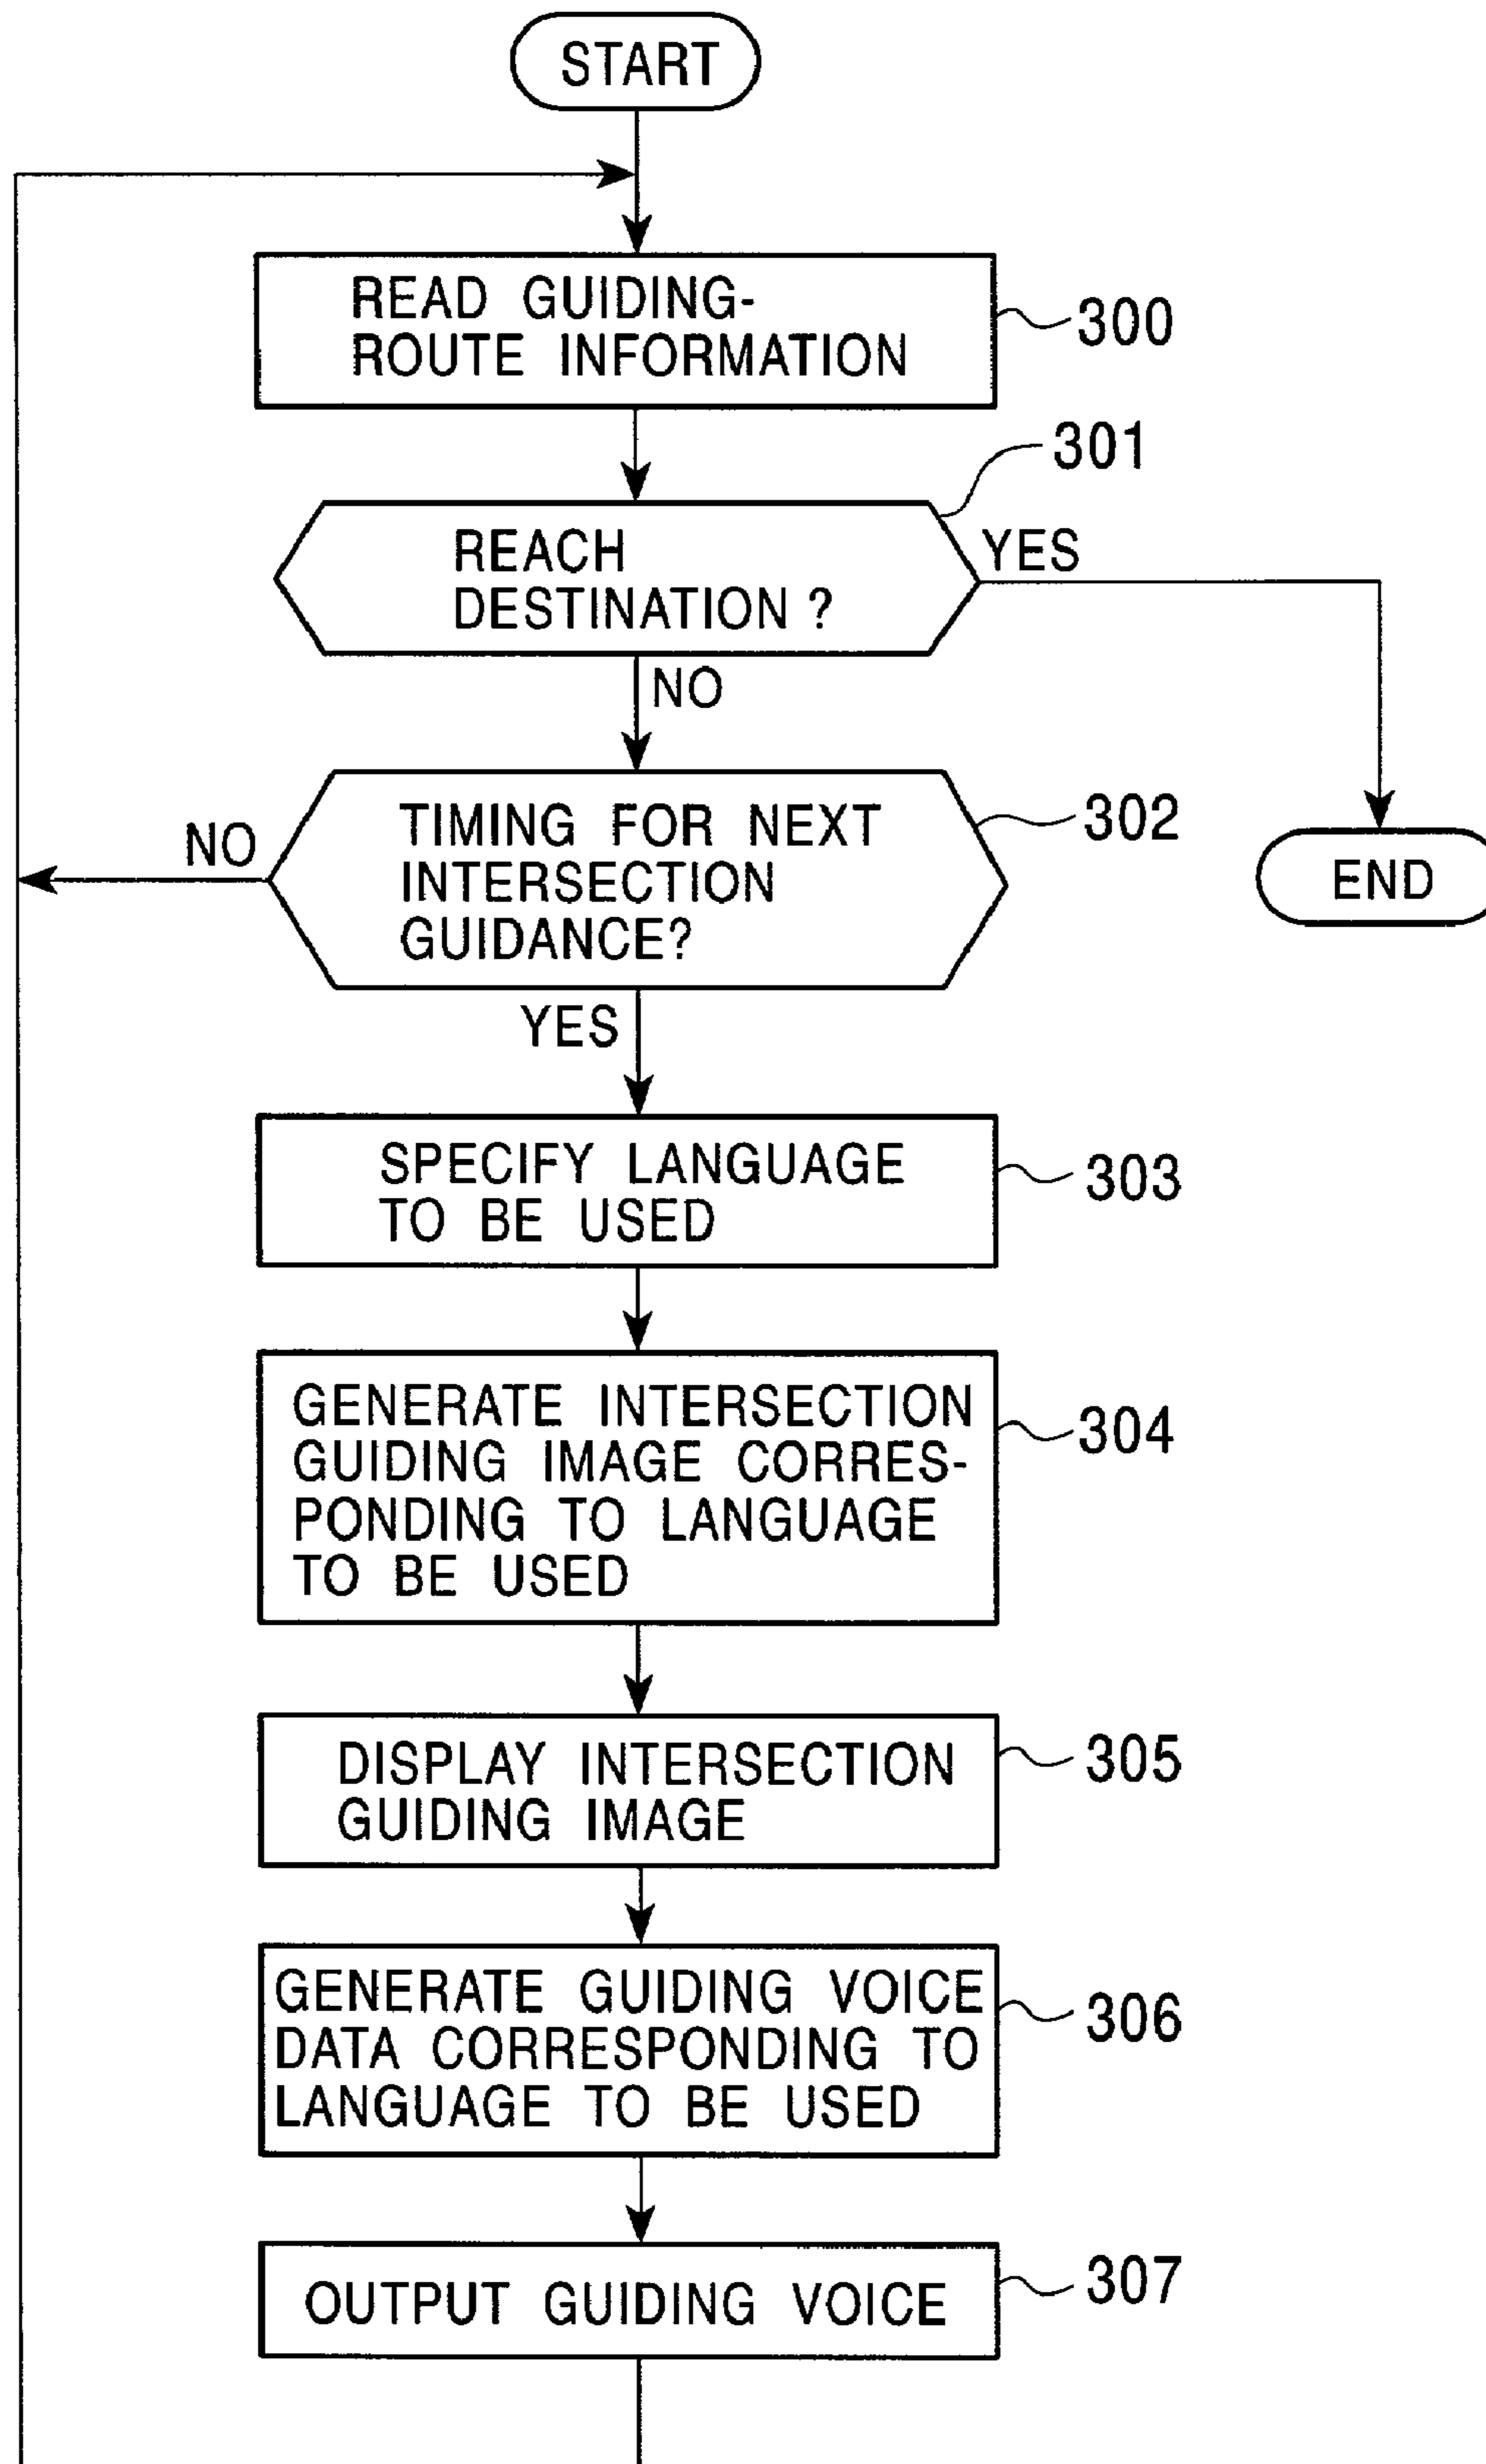 START
READ GUIDING-
ROUTE INFORMATION
300
301
REACH
DESTINATION ?
YES
NO
TIMING FOR NEXT
INTERSECTION
GUIDANCE?
302
NO
END
YES
SPECIFY LANGUAGE
TO BE USED
303
GENERATE INTERSECTION
GUIDING IMAGE CORRES-
PONDING TO LANGUAGE
TO BE USED
304
DISPLAY INTERSECTION
GUIDING IMAGE
305
GENERATE GUIDING VOICE
DATA CORRESPONDING TO
LANGUAGE TO BE USED
306
OUTPUT GUIDING VOICE
307